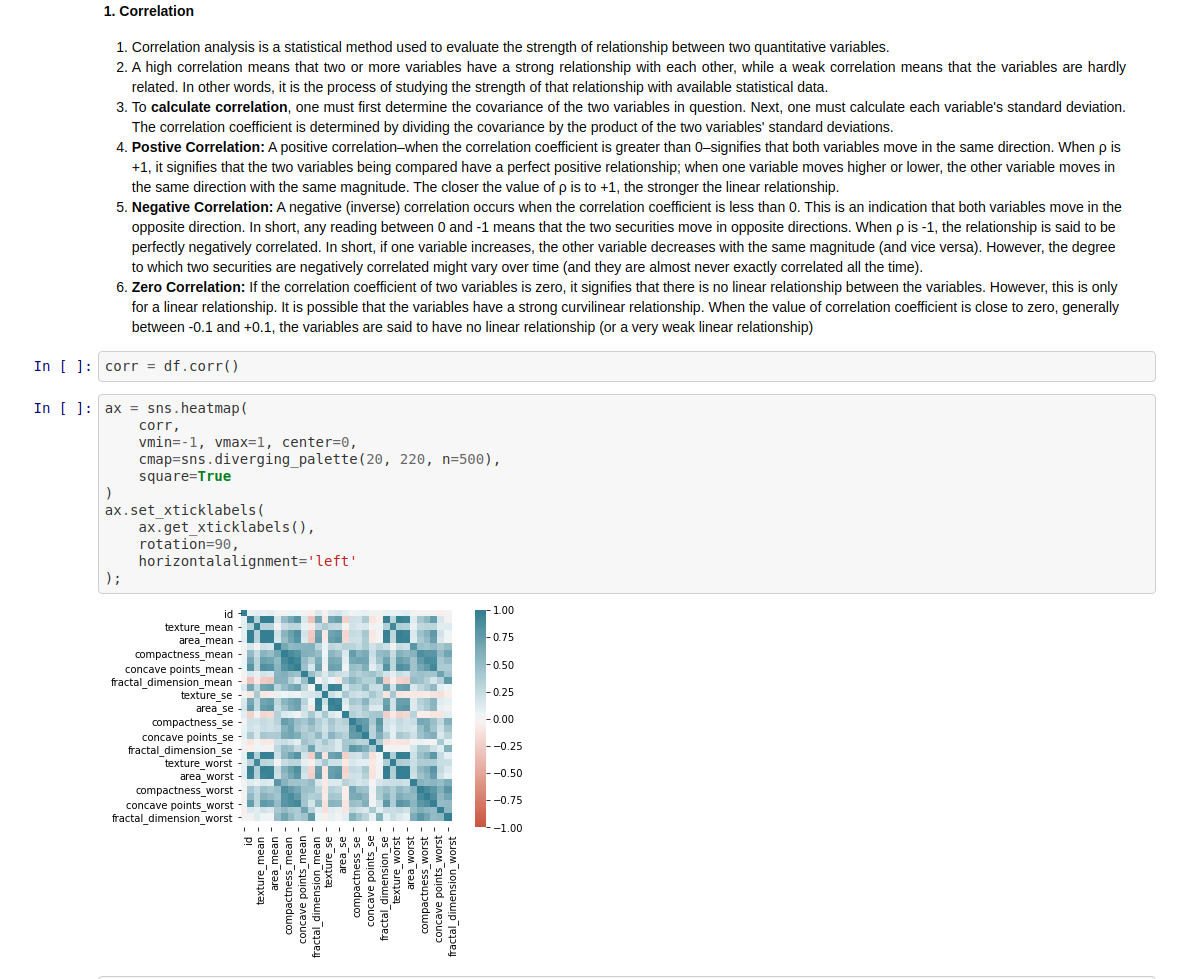 1. Correlation
1. Correlation analysis is a statistical method used to evaluate the strength of relationship between two quantitative variables.
2. A high correlation means that two or more variables have a strong relationship with each other, while a weak correlation means that the variables are hardly
related. In other words, it is the process of studying the strength of that relationship with available statistical data.
3. To calculate correlation, one must first determine the covariance of the two variables in question. Next, one must calculate each variable's standard deviation.
The correlation coefficient is determined by dividing the covariance by the product of the two variables' standard deviations.
4. Postive Correlation: A positive correlation–when the correlation coefficient is greater than 0–signifies that both variables move in the same direction. When ρ is
+1, it signifies that the two variables being compared have a perfect positive relationship; when one variable moves higher or lower, the other variable moves in
the same direction with the same magnitude. The closer the value of ρ is to +1, the stronger the linear relationship.
5. Negative Correlation: A negative (inverse) correlation occurs when the correlation coefficient is less than 0. This is an indication that both variables move in the
opposite direction. In short, any reading between 0 and -1 means that the two securities move in opposite directions. When ρ is -1, the relationship is said to be
perfectly negatively correlated. In short, if one variable increases, the other variable decreases with the same magnitude (and vice versa). However, the degree
to which two securities are negatively correlated might vary over time (and they are almost never exactly correlated all the time).
6. Zero Correlation: If the correlation coefficient of two variables is zero, it signifies that there is no linear relationship between the variables. However, this is only
for a linear relationship. It is possible that the variables have a strong curvilinear relationship. When the value of correlation coefficient is close to zero, generally
between -0.1 and +0.1, the variables are said to have no linear relationship (or a very weak linear relationship)
In [ ]: corr = df.corr()
In [ ]: ax = sns.heatmap(
corr,
vmin=-1, vmax=1, center=0,
cmap=sns.diverging_palette(20, 220, n=500),
square=True
)
ax.set_xticklabels(
ax.get_xticklabels(),
rotation=90,
horizontalalignment='left'
);
id
texture_mean
area_mean
compactness_mean
concave points_mean
fractal_dimension_mean
texture_se
area_se
compactness_se
concave points_se
fractal_dimension_se
texture_worst
area_worst
compactness_worst
concave points_worst
fractal_dimension_worst
1.00
0.75
0.50
0.25
0.00
−0.25
−0.50
−0.75
−1.00
id
texture_mean
area_mean
compactness_mean
concave points_mean
fractal_dimension_mean
texture_se
area_se
compactness_se
concave points_se
fractal_dimension_se
texture_worst
area_worst
compactness_worst
concave points_worst
fractal_dimension_worst